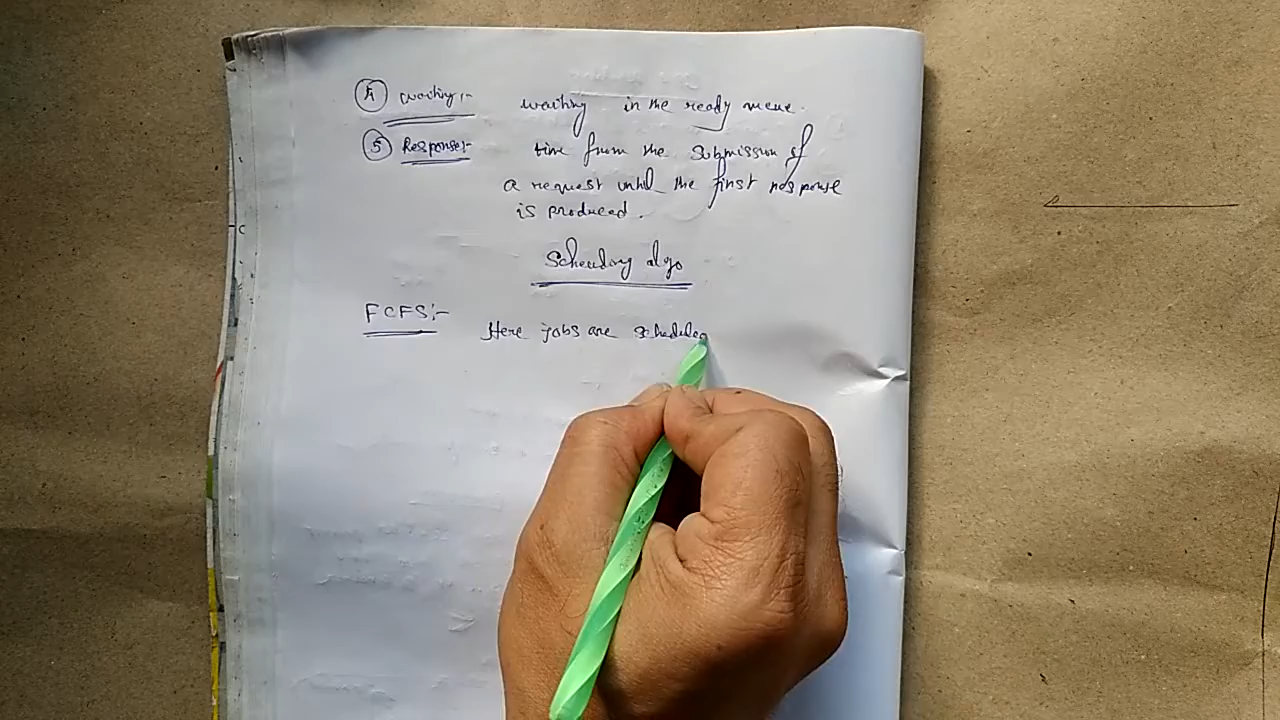 ④ Waiting:- waiting in the ready queue.
⑤ Response:- time from the submission of
a request until the first response
is produced.
Scheduling algo
FCFS:- Here jobs are schedule